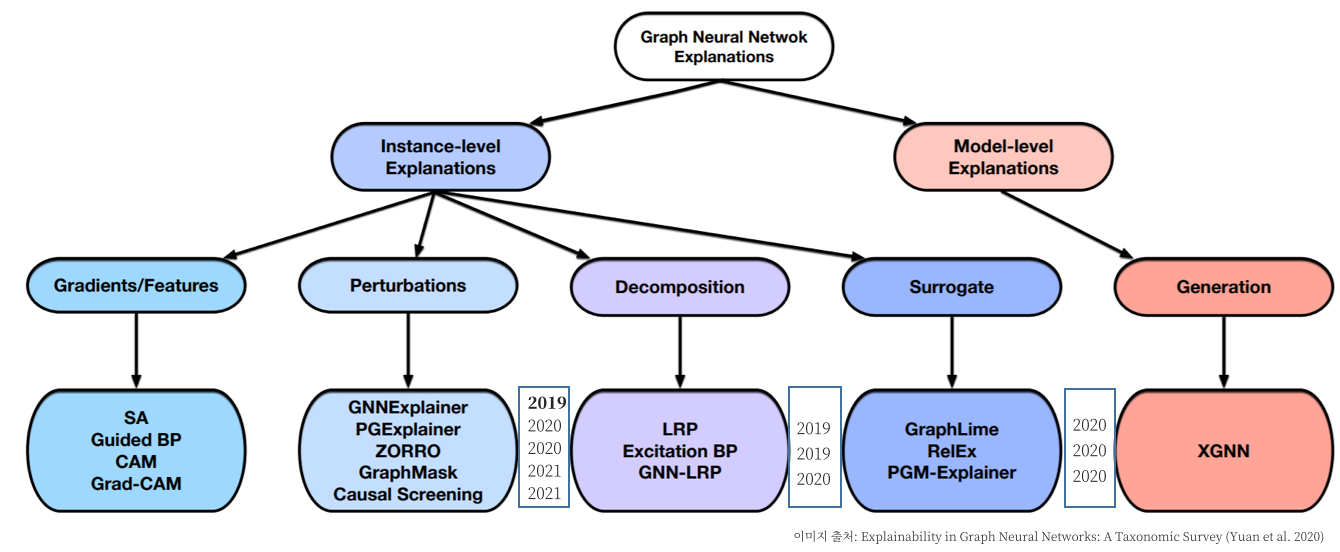 Graph Neural Netwok
Explanations
Instance-level
Explanations
Model-level
Explanations
Gradients/Features
Perturbations
Decomposition
Surrogate
Generation
SA
Guided BP
CAM
Grad-CAM
GNNExplainer
PGExplainer
ZORRO
GraphMask
Causal Screening
2019
2020
2020
2021
2021
LRP
Excitation BP
GNN-LRP
2019
2019
2020
GraphLime
RelEx
PGM-Explainer
2020
2020
2020
XGNN
이미지 출처: Explainability in Graph Neural Networks: A Taxonomic Survey (Yuan et al. 2020)